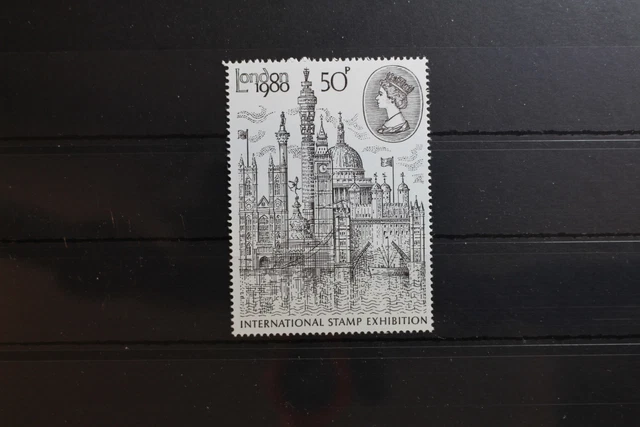 London
1980
50P
INTERNATIONAL STAMP EXHIBITION